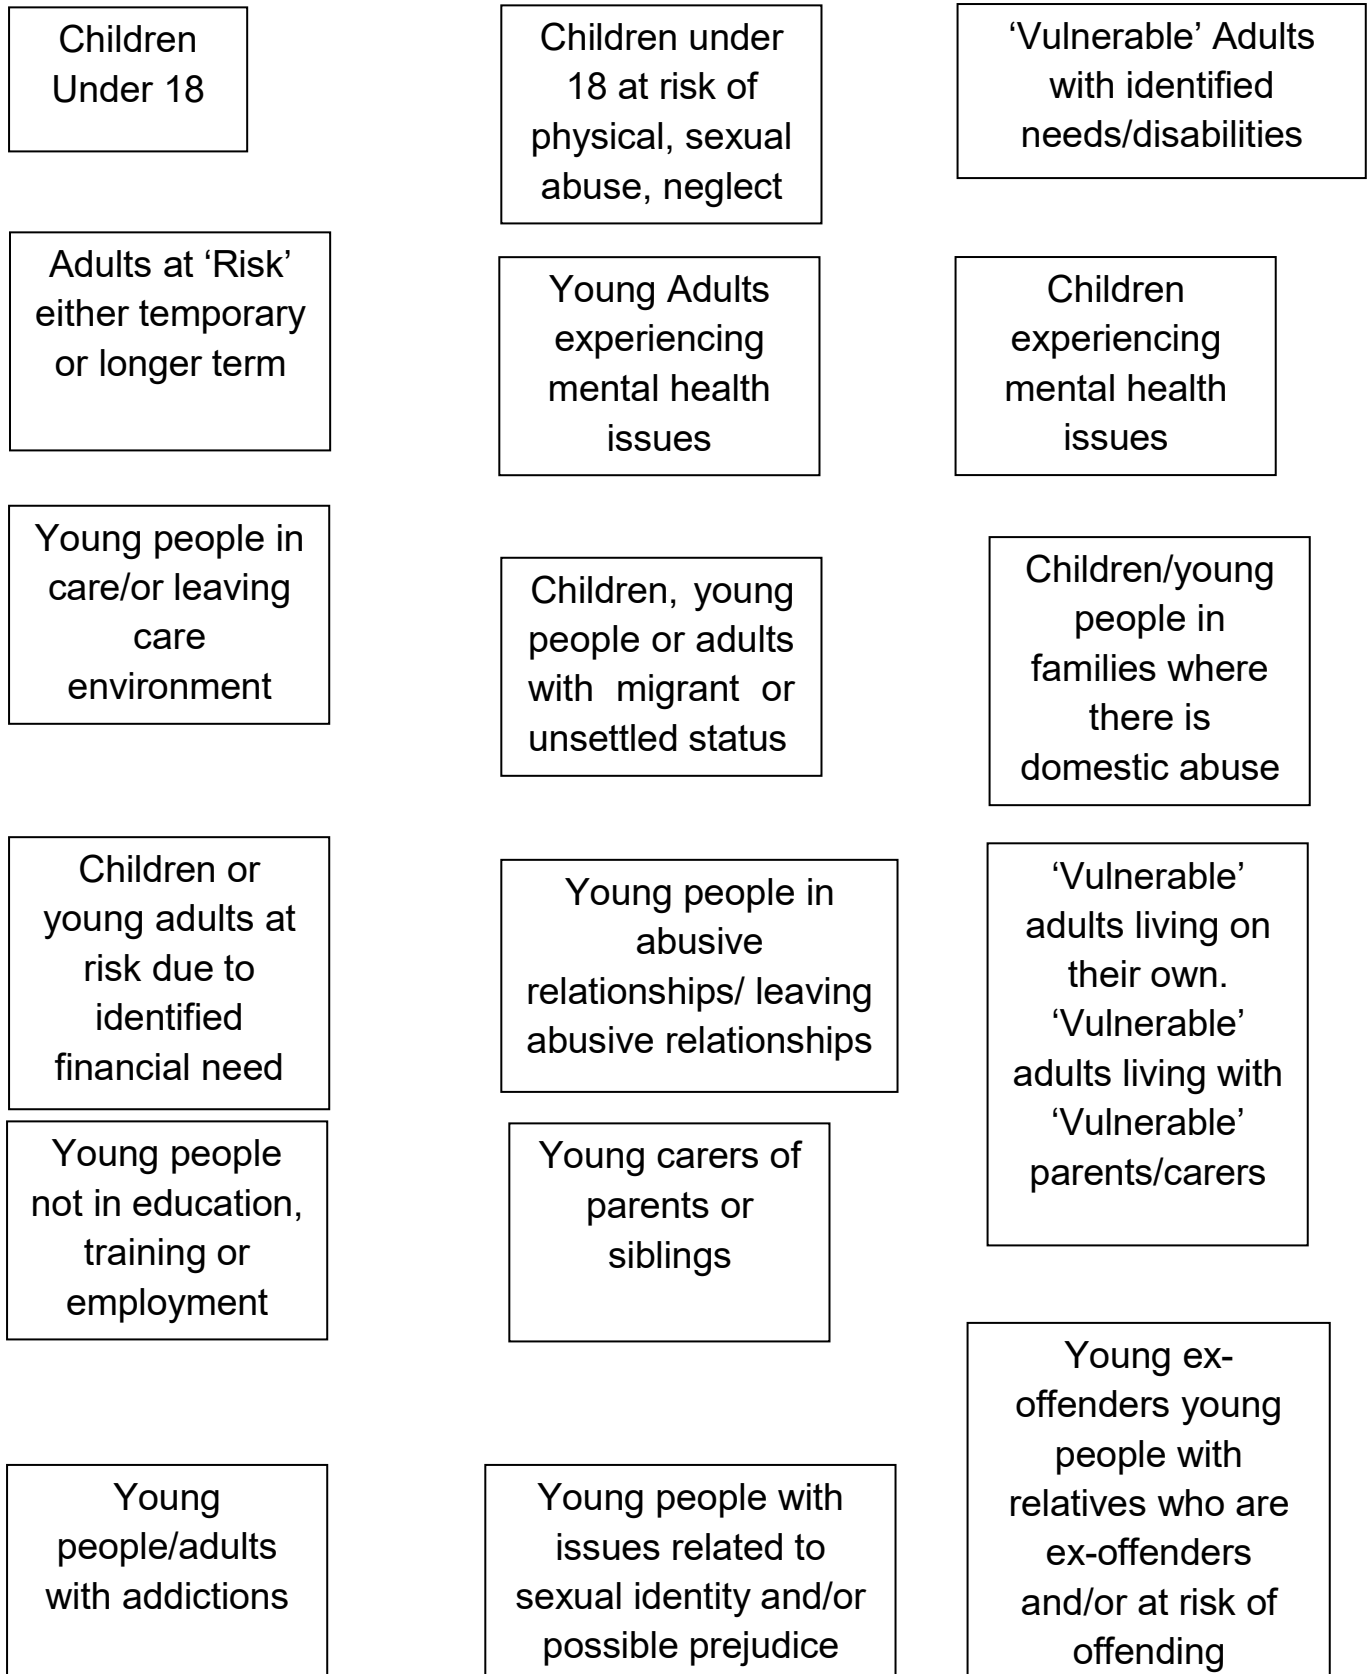 Children
Under 18
Children under
18 at risk of
physical, sexual
abuse, neglect
‘Vulnerable’ Adults
with identified
needs/disabilities
Adults at ‘Risk’
either temporary
or longer term
Young Adults
experiencing
mental health
issues
Children
experiencing
mental health
issues
Young people in
care/or leaving
care
environment
Children, young
people or adults
with migrant or
unsettled status
Children/young
people in
families where
there is
domestic abuse
Children or
young adults at
risk due to
identified
financial need
Young people in
abusive
relationships/ leaving
abusive relationships
‘Vulnerable’
adults living on
their own.
‘Vulnerable’
adults living with
‘Vulnerable’
parents/carers
Young people
not in education,
training or
employment
Young carers of
parents or
siblings
Young ex-
offenders young
people with
relatives who are
ex-offenders
and/or at risk of
offending
Young
people/adults
with addictions
Young people with
issues related to
sexual identity and/or
possible prejudice